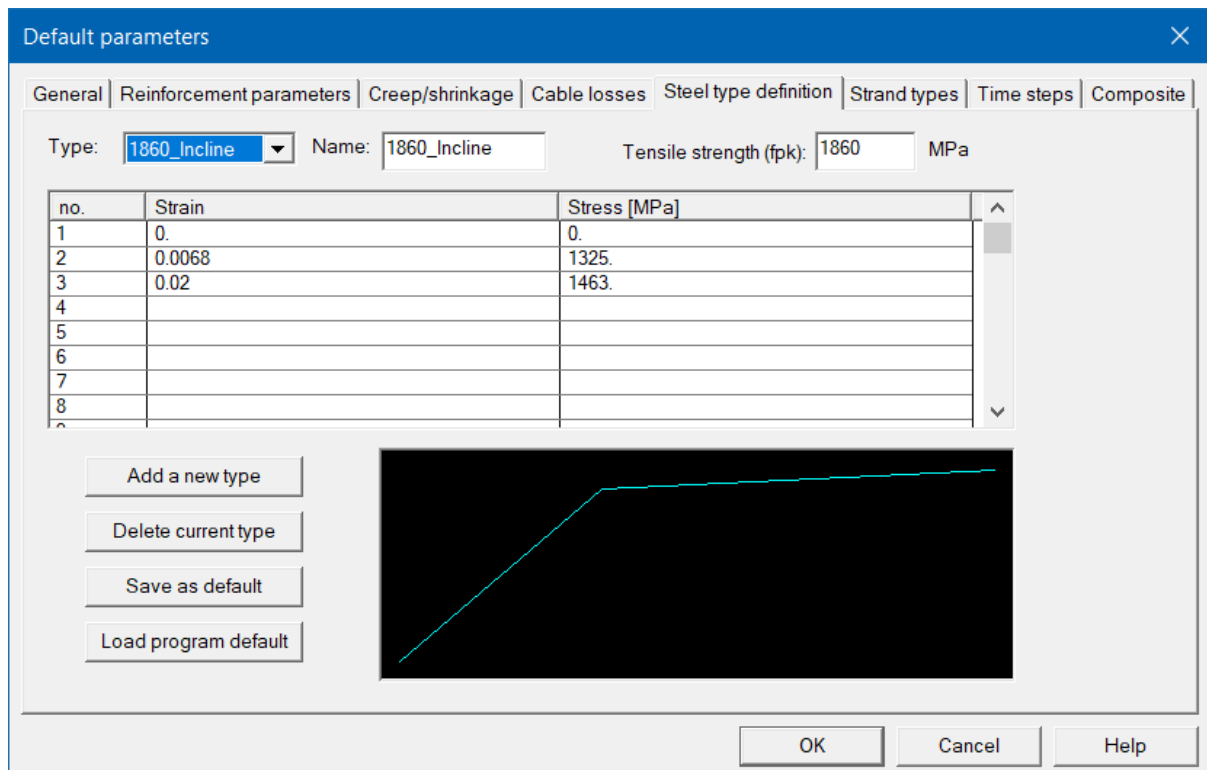 Default parameters
General Reinforcement parameters Creep/shrinkage Cable losses Steel type definition Strand types Time steps Composite
Type: 1860_Incline Name: 1860_Incline Tensile strength (fpk): 1860 MPa
no. Strain Stress [MPa]
1 0. 0.
2 0.0068 1325.
3 0.02 1463.
4
5
6
7
8
Add a new type
Delete current type
Save as default
Load program default
OK Cancel Help